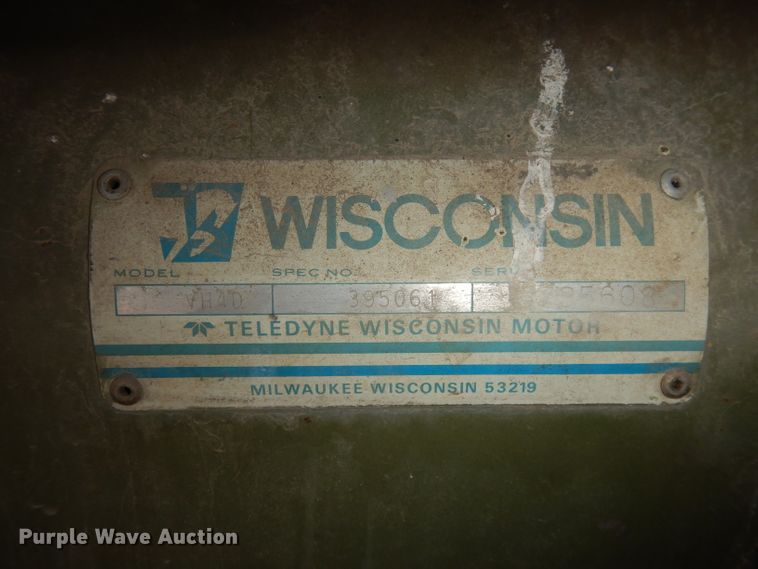 WISCONSIN
MODEL SPEC NO.
VH4D 395061
TELEDYNE WISCONSIN MOTOR
MILWAUKEE WISCONSIN 53219
Purple Wave Auction